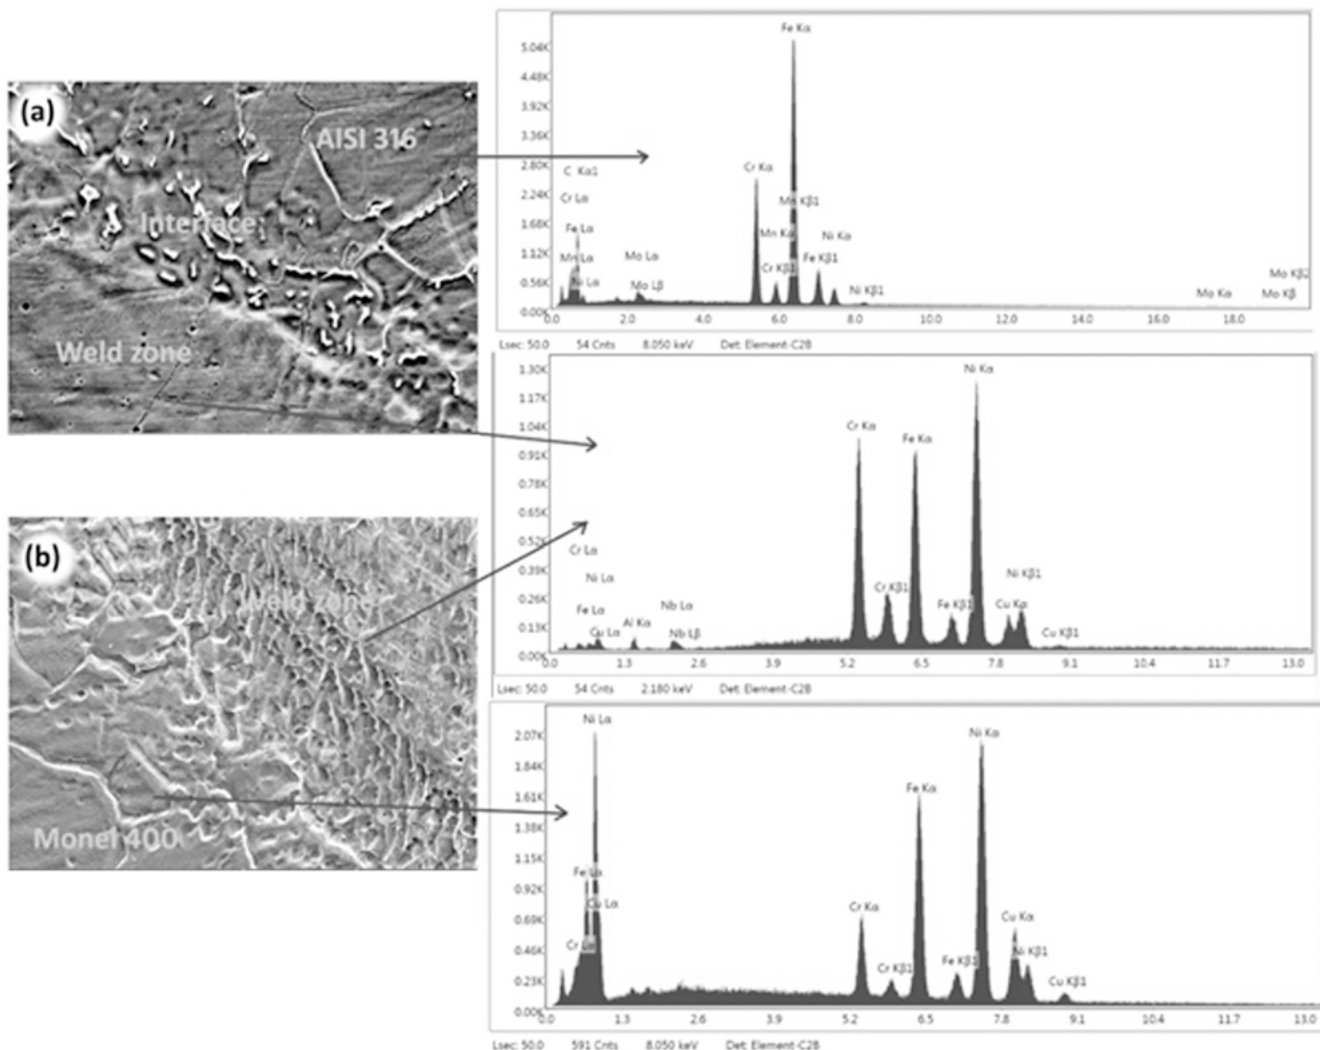 (a)
AISI 316
Interface
Weld zone
(b)
Monel 400
Fe Kα
5.04K
4.48K
3.92K
3.36K
2.80K
2.24K
1.68K
1.12K
0.56K
0.00K
C Kα1
Cr Lα
Fe Lα
Mn Lα
Ni Lα
Mo Lα
Mo Lβ
Cr Kα
Mn Kβ1
Mn Kα
Cr Kβ1
Ni Kα
Fe Kβ1
Ni Kβ1
Mo Kα
Mo Kβ2
Mo Kβ
0.0 2.0 4.0 6.0 8.0 10.0 12.0 14.0 16.0 18.0
Lsec: 50.0 54 Cnts 8.050 keV Det: Element-C2B
1.30K
1.17K
1.04K
0.91K
0.78K
0.65K
0.52K
0.39K
0.26K
0.13K
0.00K
Cr Lα
Ni Lα
Fe Lα
Cu Lα
Al Kα
Nb Lα
Nb Lβ
Cr Kα
Cr Kβ1
Fe Kα
Fe Kβ1
Ni Kα
Cu Kα
Ni Kβ1
Cu Kβ1
0.0 1.3 2.6 3.9 5.2 6.5 7.8 9.1 10.4 11.7 13.0
Lsec: 50.0 54 Cnts 2.180 keV Det: Element-C2B
2.07K
1.84K
1.61K
1.38K
1.15K
0.92K
0.69K
0.46K
0.23K
0.00K
Ni Lα
Fe Lα
Cu Lα
Cr Lα
Cr Kα
Cr Kβ1
Fe Kα
Fe Kβ1
Ni Kα
Cu Kα
Ni Kβ1
Cu Kβ1
0.0 1.3 2.6 3.9 5.2 6.5 7.8 9.1 10.4 11.7 13.0
Lsec: 50.0 591 Cnts 8.050 keV Det: Element-C2B